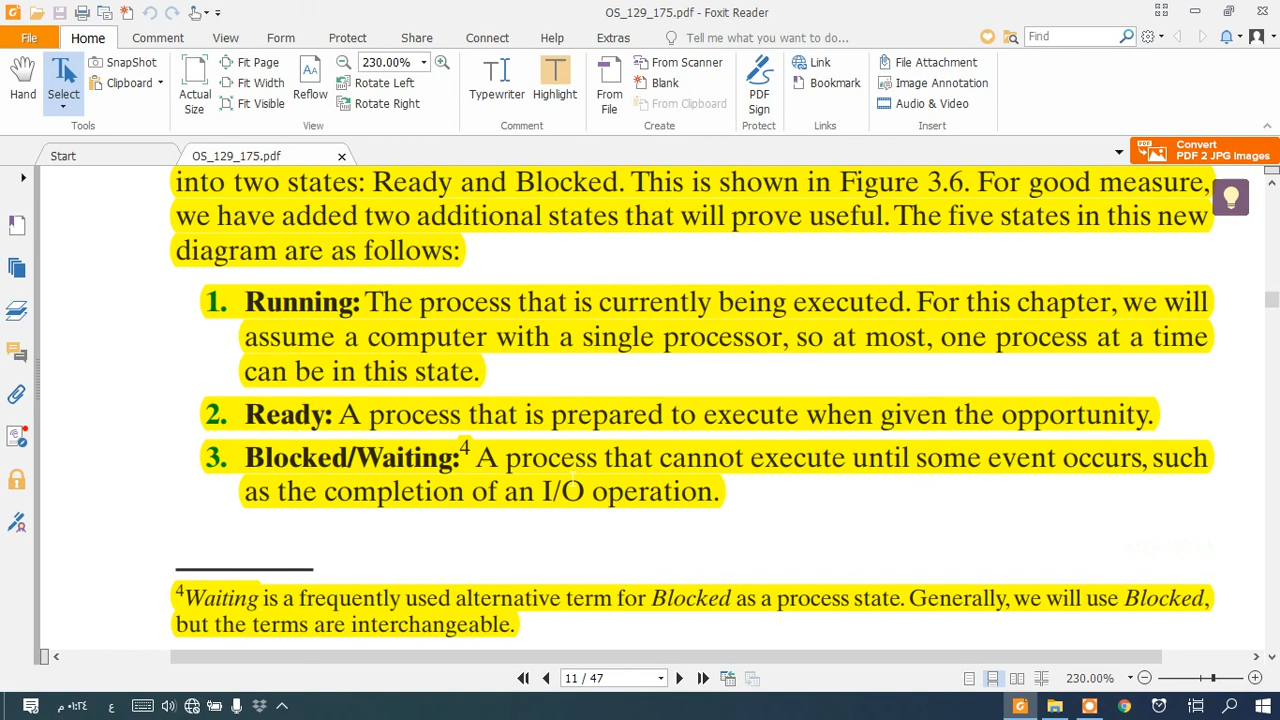 OS_129_175.pdf - Foxit Reader
File Home Comment View Form Protect Share Connect Help Extras Tell me what you want to do... Find
Hand Select SnapShot Clipboard Actual Size Fit Page Fit Width Fit Visible Reflow 230.00% Rotate Left Rotate Right Typewriter Highlight From File From Scanner Blank From Clipboard PDF Sign Link Bookmark File Attachment Image Annotation Audio & Video
Tools View Comment Create Protect Links Insert
Start OS_129_175.pdf Convert PDF 2 JPG Images
into two states: Ready and Blocked. This is shown in Figure 3.6. For good measure,
we have added two additional states that will prove useful. The five states in this new
diagram are as follows:
1. Running: The process that is currently being executed. For this chapter, we will
assume a computer with a single processor, so at most, one process at a time
can be in this state.
2. Ready: A process that is prepared to execute when given the opportunity.
3. Blocked/Waiting:4 A process that cannot execute until some event occurs, such
as the completion of an I/O operation.
4Waiting is a frequently used alternative term for Blocked as a process state. Generally, we will use Blocked,
but the terms are interchangeable.
11 / 47 230.00%
ع